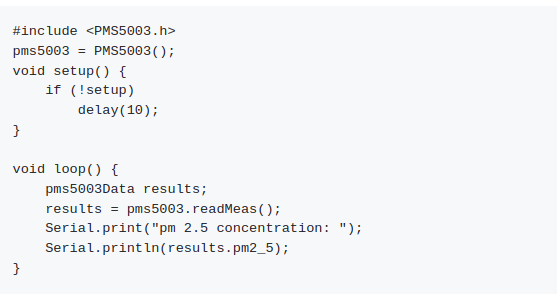 #include <PMS5003.h>
pms5003 = PMS5003();
void setup() {
    if (!setup)
        delay(10);
}

void loop() {
    pms5003Data results;
    results = pms5003.readMeas();
    Serial.print("pm 2.5 concentration: ");
    Serial.println(results.pm2_5);
}